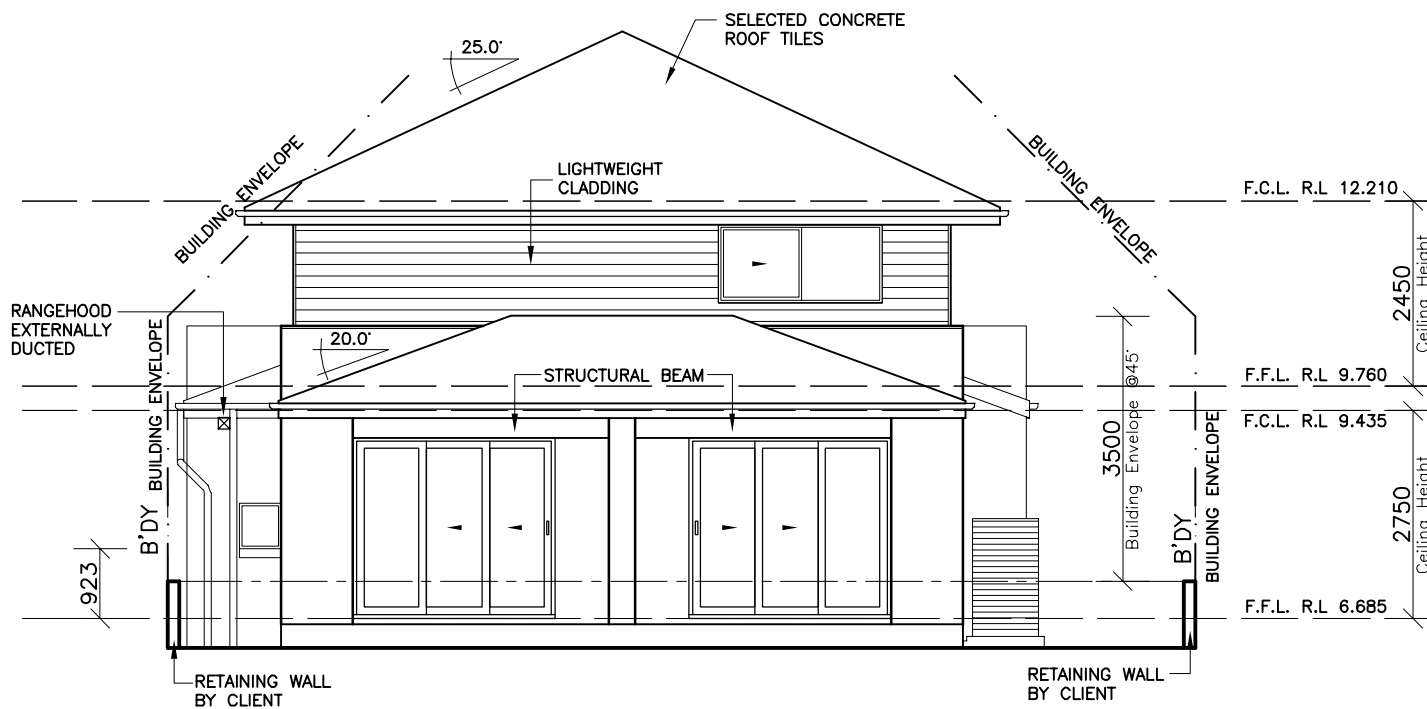 SELECTED CONCRETE
ROOF TILES
25.0°
BUILDING ENVELOPE
BUILDING ENVELOPE
LIGHTWEIGHT
CLADDING
F.C.L. R.L 12.210
2450
Ceiling Height
RANGEHOOD
EXTERNALLY
DUCTED
20.0°
STRUCTURAL BEAM
F.F.L. R.L 9.760
F.C.L. R.L 9.435
B'DY BUILDING ENVELOPE
3500
Building Envelope @45°
B'DY
BUILDING ENVELOPE
2750
Ceiling Height
923
F.F.L. R.L 6.685
RETAINING WALL
BY CLIENT
RETAINING WALL
BY CLIENT